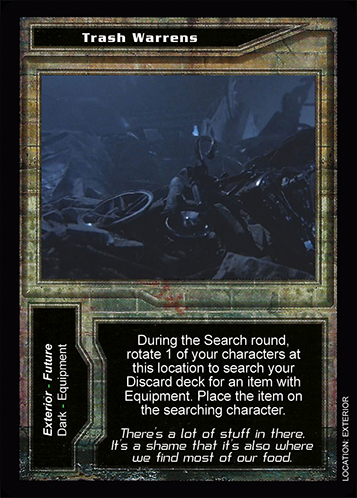 Trash Warrens
Exterior - Future
Dark - Equipment
During the Search round,
rotate 1 of your characters at
this location to search your
Discard deck for an item with
Equipment. Place the item on
the searching character.
There's a lot of stuff in there.
It's a shame that it's also where
we find most of our food.
LOCATION: EXTERIOR